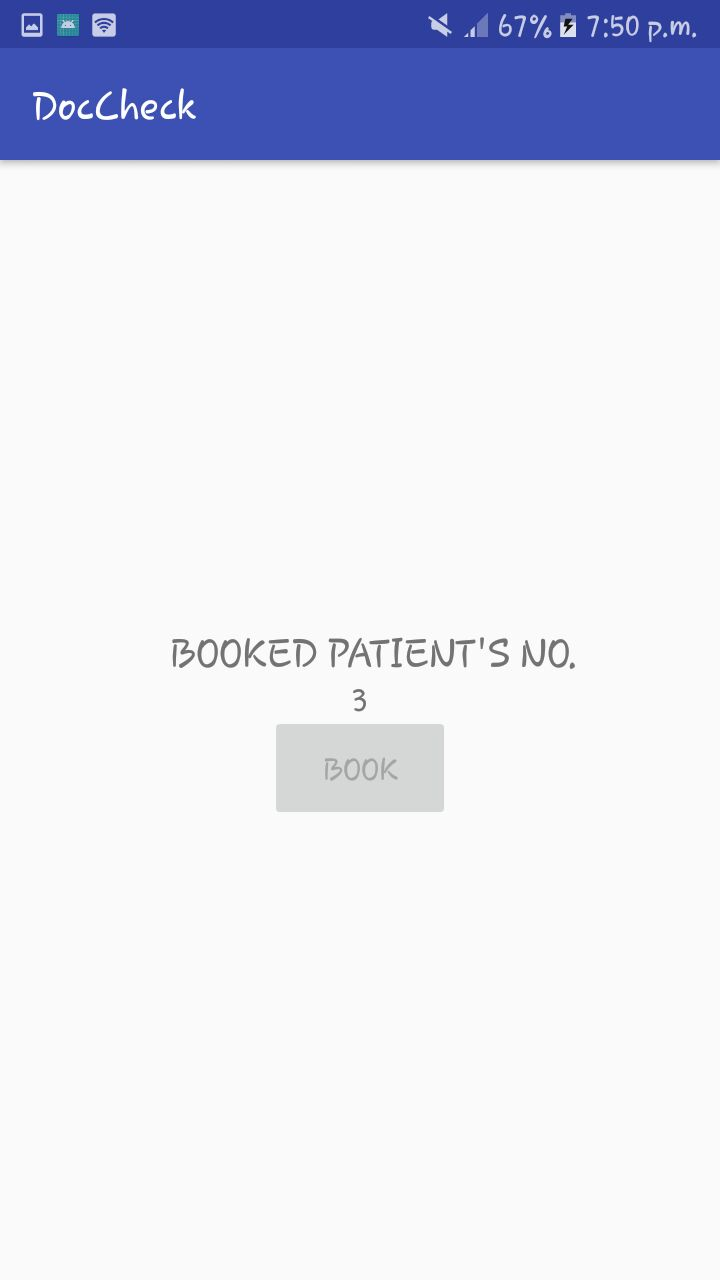 67% 7:50 p.m.
DocCheck
BOOKED PATIENT'S NO.
3
BOOK